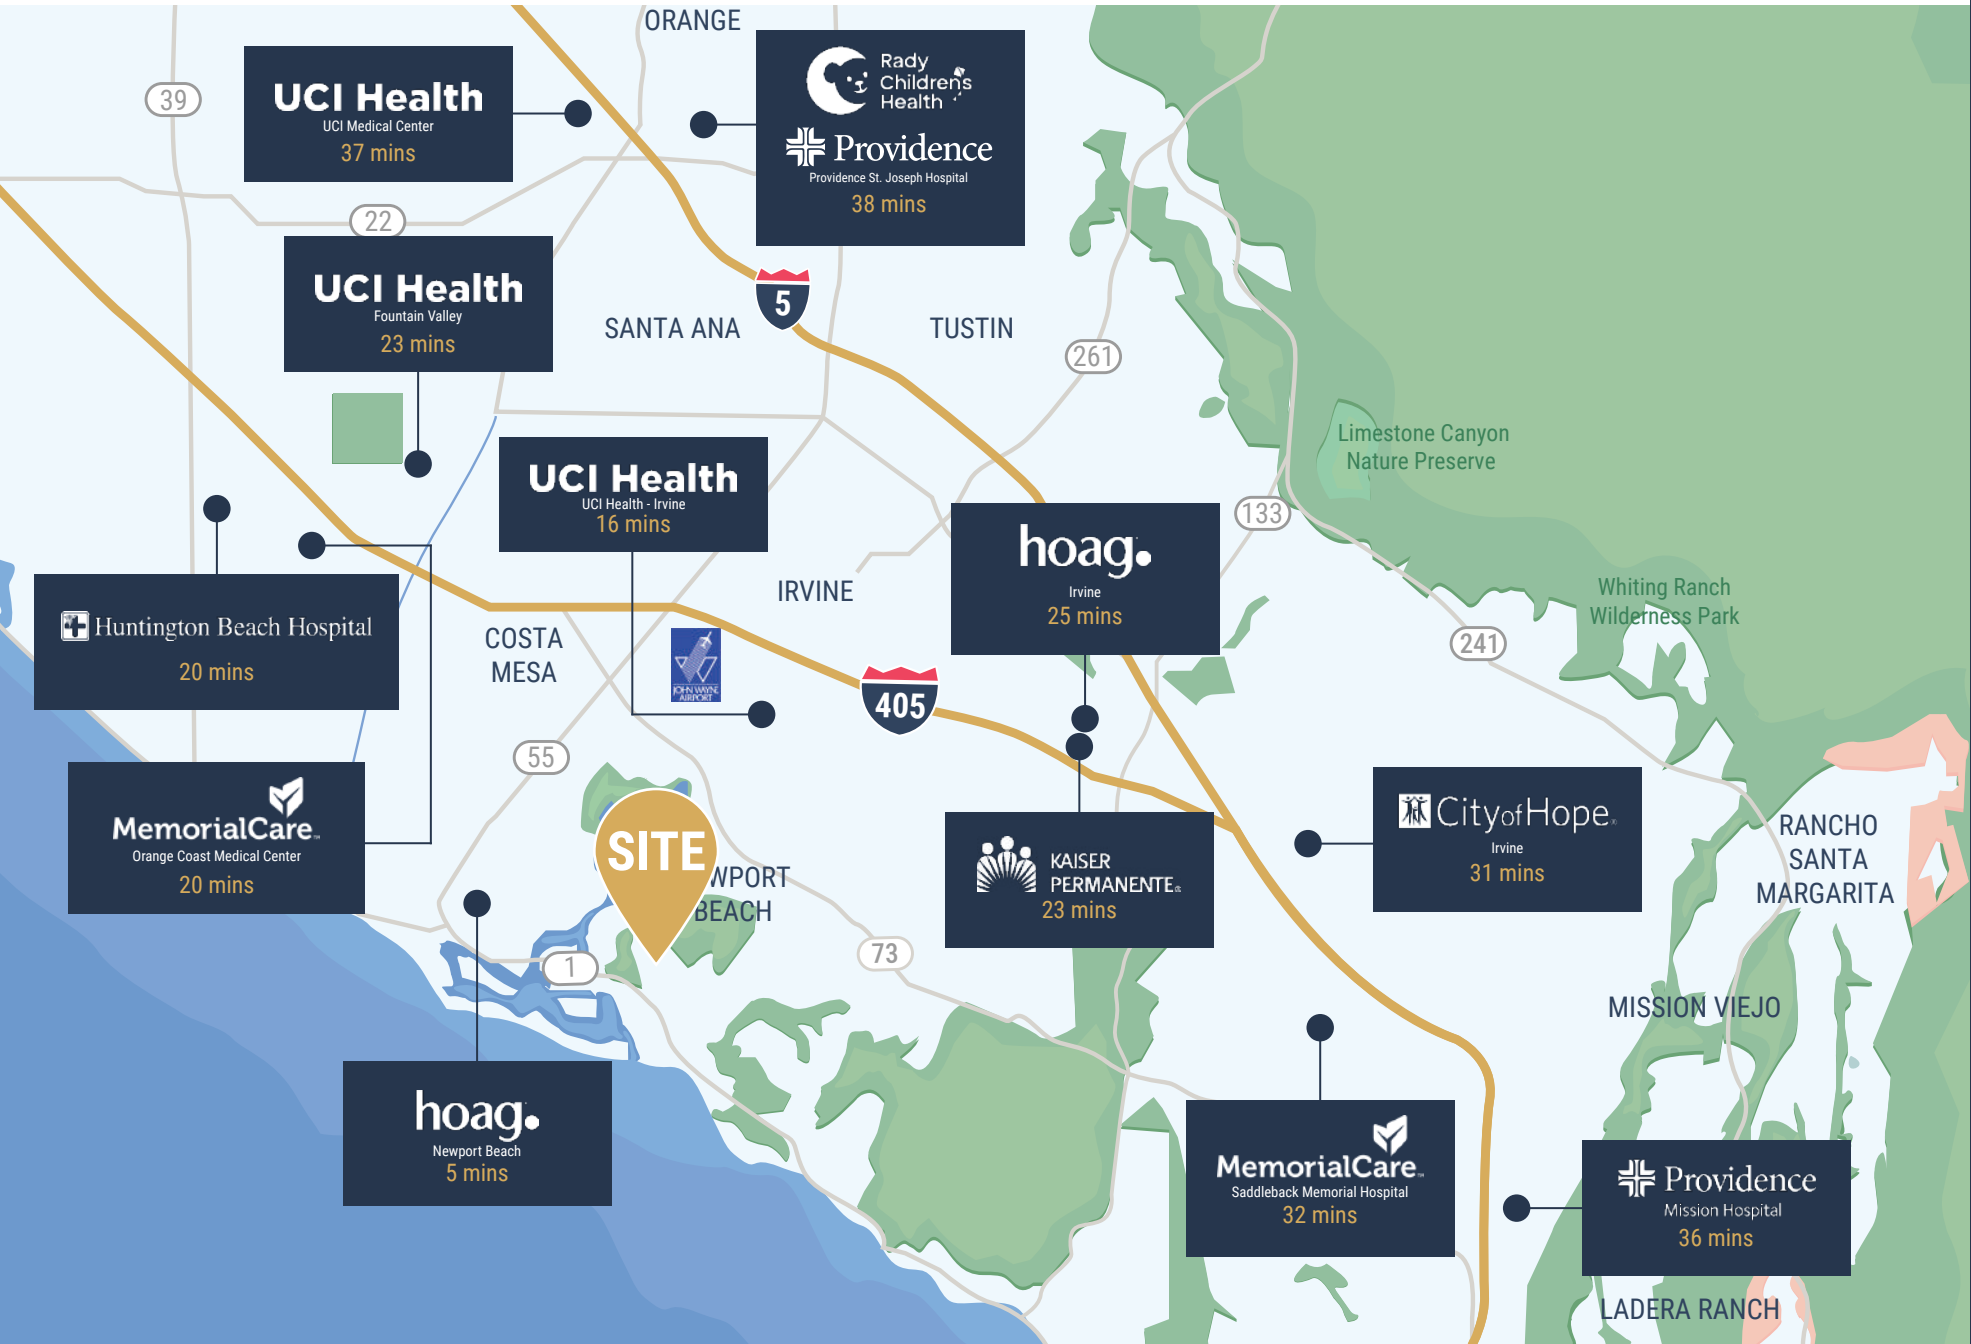 ORANGE
39
UCI Health
UCI Medical Center
37 mins
Rady
Children's
Health
Providence
Providence St. Joseph Hospital
38 mins
22
UCI Health
Fountain Valley
23 mins
5
SANTA ANA
TUSTIN
261
Limestone Canyon
Nature Preserve
UCI Health
UCI Health - Irvine
16 mins
133
hoag.
Irvine
25 mins
IRVINE
Whiting Ranch
Wilderness Park
241
Huntington Beach Hospital
20 mins
COSTA
MESA
JOHN WAYNE
AIRPORT
405
55
MemorialCare™
Orange Coast Medical Center
20 mins
SITE
WPORT
BEACH
KAISER
PERMANENTE®
23 mins
CityofHope®
Irvine
31 mins
RANCHO
SANTA
MARGARITA
73
1
MISSION VIEJO
hoag.
Newport Beach
5 mins
MemorialCare™
Saddleback Memorial Hospital
32 mins
Providence
Mission Hospital
36 mins
LADERA RANCH